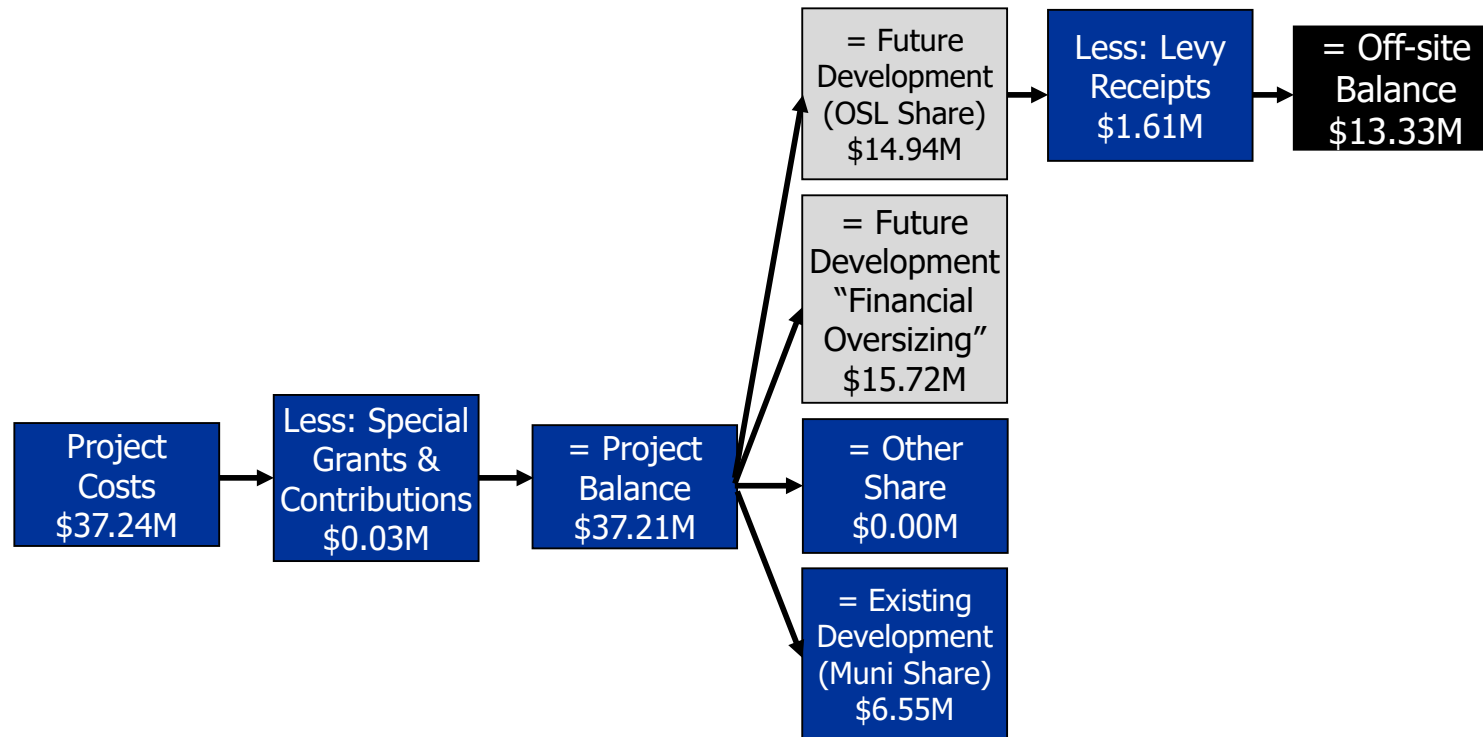 Project
Costs
$37.24M
Less: Special
Grants &
Contributions
$0.03M
= Project
Balance
$37.21M
= Future
Development
(OSL Share)
$14.94M
Less: Levy
Receipts
$1.61M
= Off-site
Balance
$13.33M
= Future
Development
“Financial
Oversizing”
$15.72M
= Other
Share
$0.00M
= Existing
Development
(Muni Share)
$6.55M